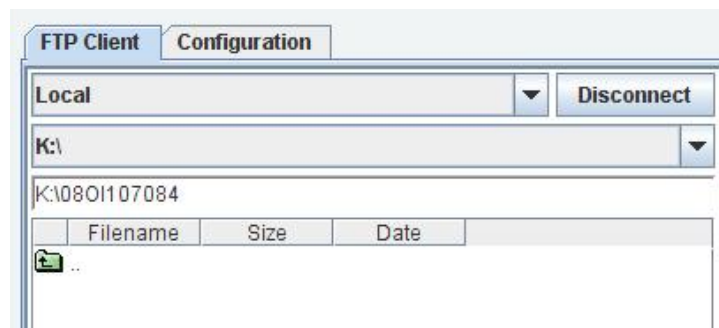 FTP Client Configuration
Local Disconnect
K:\
K:\08OI107084
Filename Size Date
..